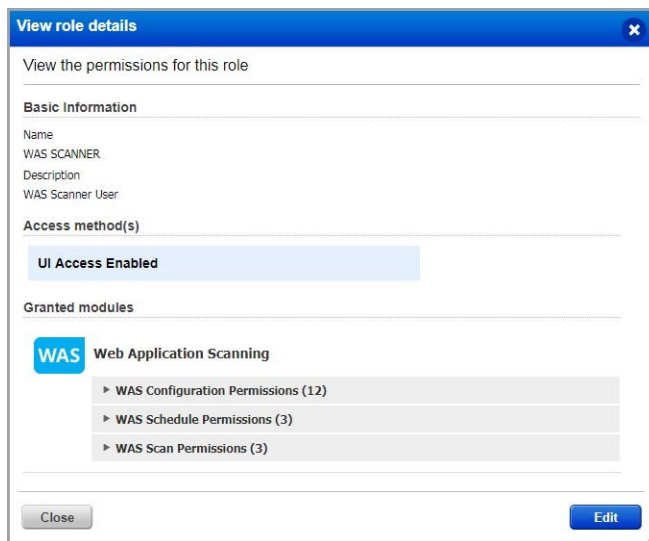 View role details
View the permissions for this role
Basic Information
Name
WAS SCANNER
Description
WAS Scanner User
Access method(s)
UI Access Enabled
Granted modules
WAS Web Application Scanning
WAS Configuration Permissions (12)
WAS Schedule Permissions (3)
WAS Scan Permissions (3)
Close Edit